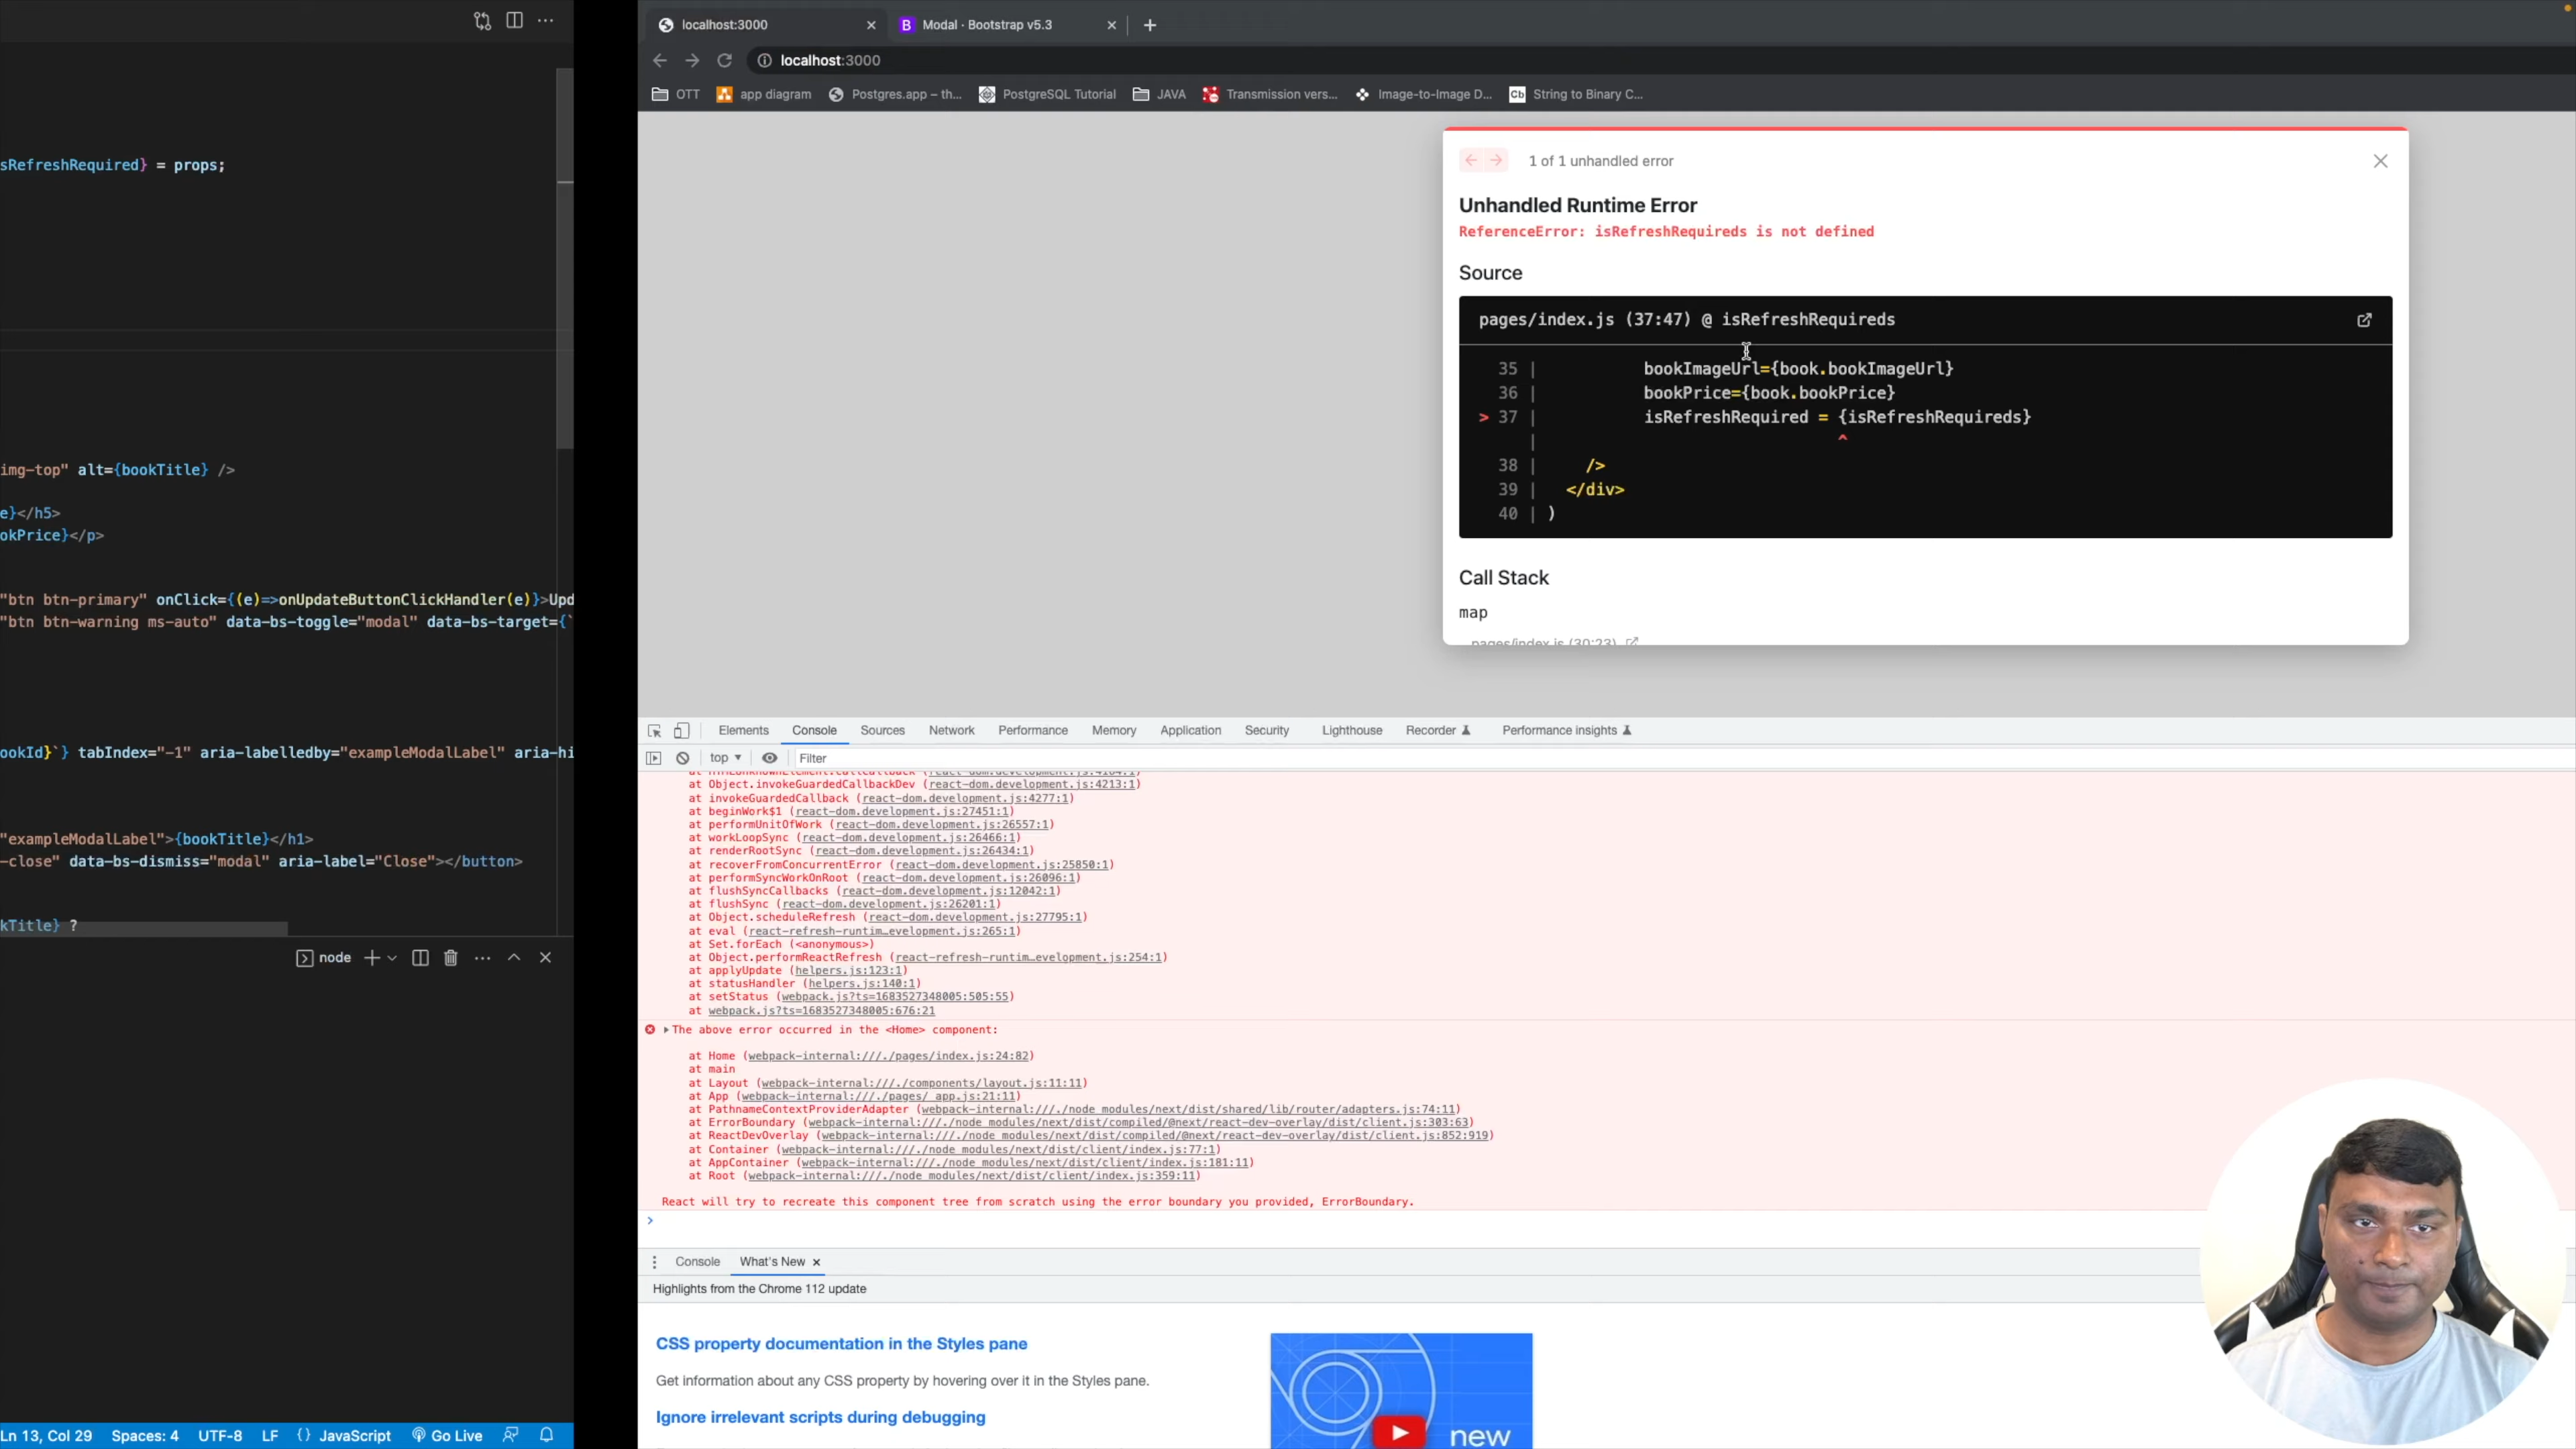 sRefreshRequired} = props;
img-top" alt={bookTitle} />
e}</h5>
okPrice}</p>
"btn btn-primary" onClick={(e)=>onUpdateButtonClickHandler(e)}>Upd
"btn btn-warning ms-auto" data-bs-toggle="modal" data-bs-target={`
ookId}`} tabIndex="-1" aria-labelledby="exampleModalLabel" aria-hi
"exampleModalLabel">{bookTitle}</h1>
-close" data-bs-dismiss="modal" aria-label="Close"></button>
kTitle} ?
node
Ln 13, Col 29 Spaces: 4 UTF-8 LF {} JavaScript Go Live
localhost:3000 Modal · Bootstrap v5.3
localhost:3000
OTT app diagram Postgres.app – th... PostgreSQL Tutorial JAVA Transmission vers... Image-to-Image D... Cb String to Binary C...
1 of 1 unhandled error
Unhandled Runtime Error
ReferenceError: isRefreshRequireds is not defined
Source
pages/index.js (37:47) @ isRefreshRequireds
35 | bookImageUrl={book.bookImageUrl}
36 | bookPrice={book.bookPrice}
> 37 | isRefreshRequired = {isRefreshRequireds}
| ^
38 | />
39 | </div>
40 | )
Call Stack
map
pages/index.js (30:23)
Elements Console Sources Network Performance Memory Application Security Lighthouse Recorder Performance insights
top ▼ Filter
at Object.invokeGuardedCallbackDev (react-dom.development.js:4213:1)
at invokeGuardedCallback (react-dom.development.js:4277:1)
at beginWork$1 (react-dom.development.js:27451:1)
at performUnitOfWork (react-dom.development.js:26557:1)
at workLoopSync (react-dom.development.js:26466:1)
at renderRootSync (react-dom.development.js:26434:1)
at recoverFromConcurrentError (react-dom.development.js:25850:1)
at performSyncWorkOnRoot (react-dom.development.js:26096:1)
at flushSyncCallbacks (react-dom.development.js:12042:1)
at flushSync (react-dom.development.js:26201:1)
at Object.scheduleRefresh (react-dom.development.js:27795:1)
at eval (react-refresh-runtim…evelopment.js:265:1)
at Set.forEach (<anonymous>)
at Object.performReactRefresh (react-refresh-runtim…evelopment.js:254:1)
at applyUpdate (helpers.js:123:1)
at statusHandler (helpers.js:140:1)
at setStatus (webpack.js?ts=1683527348005:505:55)
at webpack.js?ts=1683527348005:676:21
The above error occurred in the <Home> component:
at Home (webpack-internal:///./pages/index.js:24:82)
at main
at Layout (webpack-internal:///./components/layout.js:11:11)
at App (webpack-internal:///./pages/_app.js:21:11)
at PathnameContextProviderAdapter (webpack-internal:///./node_modules/next/dist/shared/lib/router/adapters.js:74:11)
at ErrorBoundary (webpack-internal:///./node_modules/next/dist/compiled/@next/react-dev-overlay/dist/client.js:303:63)
at ReactDevOverlay (webpack-internal:///./node_modules/next/dist/compiled/@next/react-dev-overlay/dist/client.js:852:919)
at Container (webpack-internal:///./node_modules/next/dist/client/index.js:77:1)
at AppContainer (webpack-internal:///./node_modules/next/dist/client/index.js:181:11)
at Root (webpack-internal:///./node_modules/next/dist/client/index.js:359:11)
React will try to recreate this component tree from scratch using the error boundary you provided, ErrorBoundary.
Console What's New
Highlights from the Chrome 112 update
CSS property documentation in the Styles pane
Get information about any CSS property by hovering over it in the Styles pane.
Ignore irrelevant scripts during debugging
new